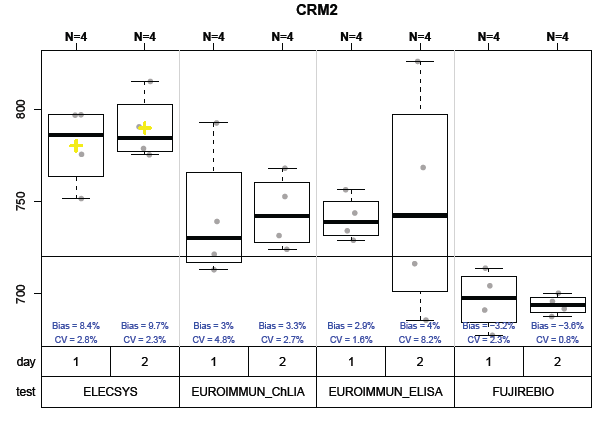 CRM2
N=4 N=4 N=4 N=4 N=4 N=4 N=4 N=4
800
750
700
Bias = 8.4% Bias = 9.7% Bias = 3% Bias = 3.3% Bias = 2.9% Bias = 4% Bias = −3.2% Bias = −3.6%
CV = 2.8% CV = 2.3% CV = 4.8% CV = 2.7% CV = 1.6% CV = 8.2% CV = 2.3% CV = 0.8%
day 1 2 1 2 1 2 1 2
test ELECSYS EUROIMMUN_ChLIA EUROIMMUN_ELISA FUJIREBIO